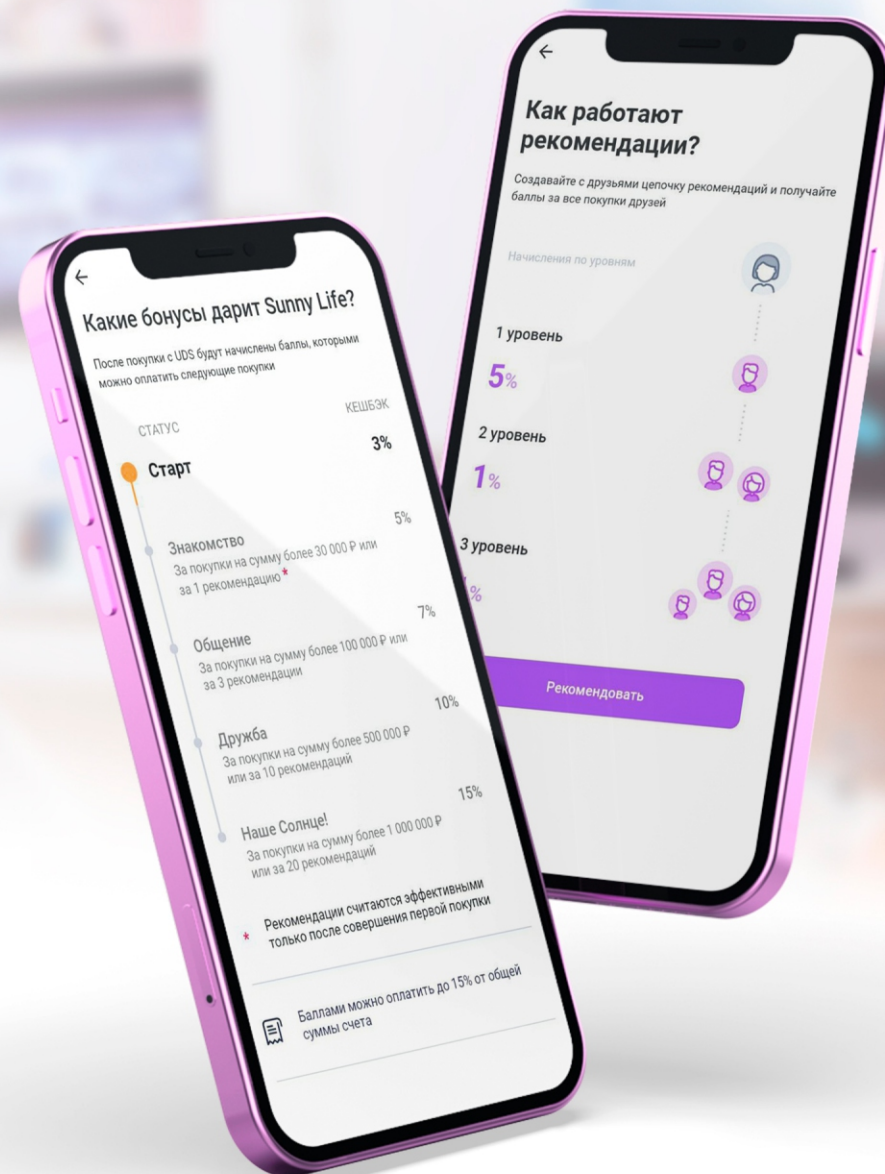 Какие бонусы дарит Sunny Life?
После покупки с UDS будут начислены баллы, которыми
можно оплатить следующие покупки
СТАТУС
КЕШБЭК
Старт
3%
Знакомство
5%
За покупки на сумму более 30 000 ₽ или
за 1 рекомендацию *
Общение
7%
За покупки на сумму более 100 000 ₽ или
за 3 рекомендации
Дружба
10%
За покупки на сумму более 500 000 ₽
или за 10 рекомендаций
Наше Солнце!
15%
За покупки на сумму более 1 000 000 ₽
или за 20 рекомендаций
* Рекомендации считаются эффективными
только после совершения первой покупки
Баллами можно оплатить до 15% от общей
суммы счета
Как работают
рекомендации?
Создавайте с друзьями цепочку рекомендаций и получайте
баллы за все покупки друзей
Начисления по уровням
1 уровень
5%
2 уровень
1%
3 уровень
%
Рекомендовать